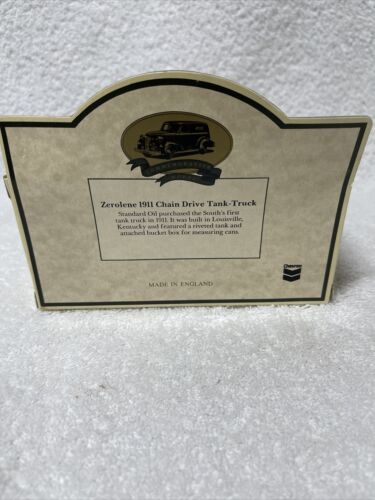 COMMEMORATIVE
Zerolene 1911 Chain Drive Tank-Truck
Standard Oil purchased the South's first
tank truck in 1911. It was built in Louisville,
Kentucky and featured a riveted tank and
attached bucket box for measuring cans.
Chevron
MADE IN ENGLAND